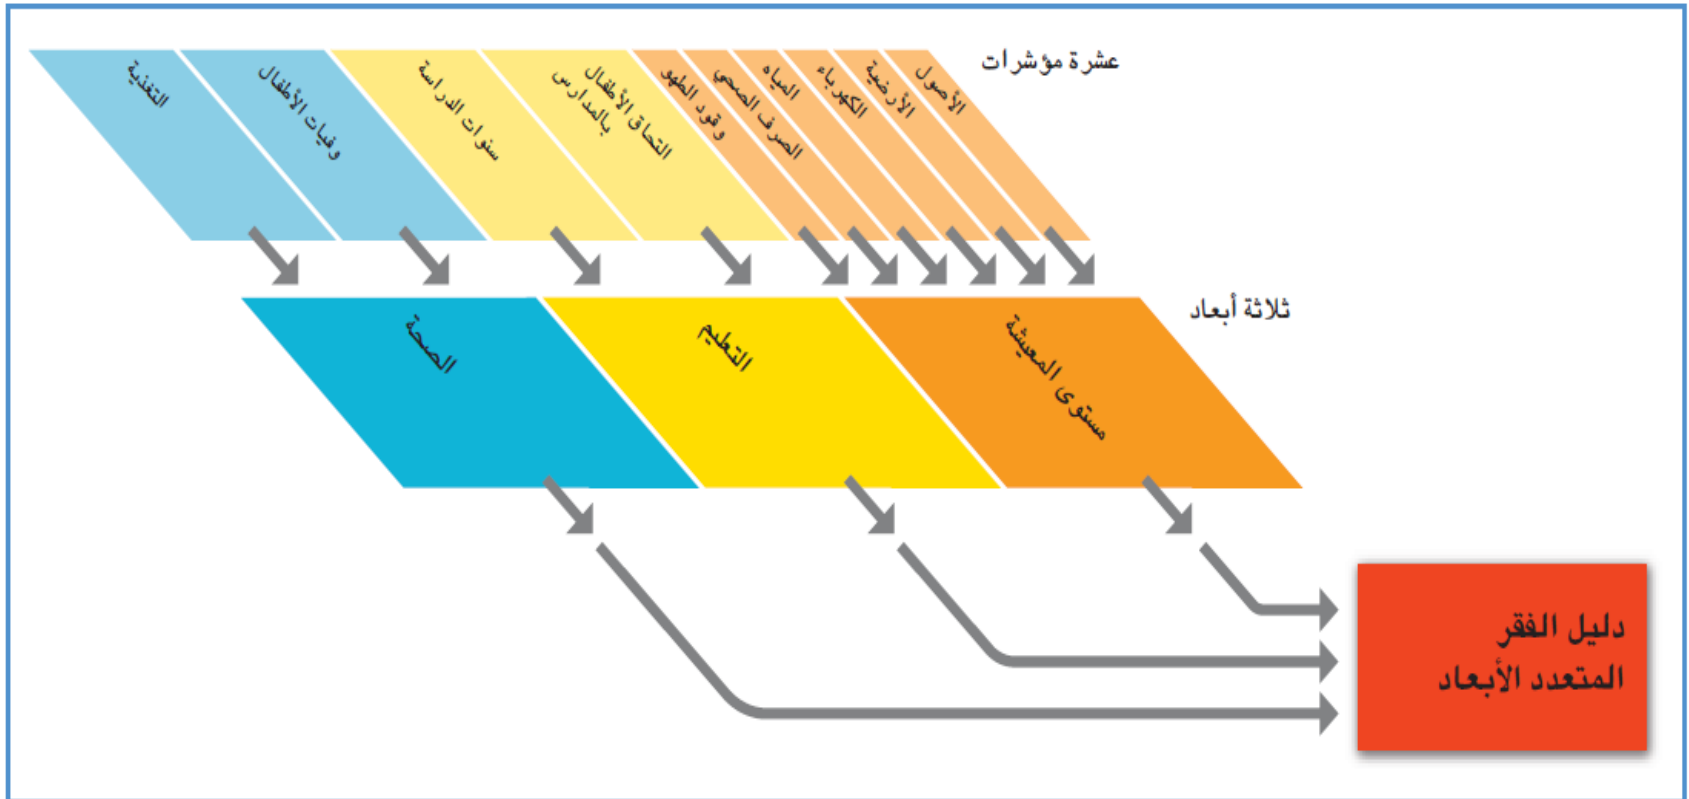 عشرة مؤشرات
الأصول
الأرضية
الكهرباء
المياه
الصرف الصحي
وقود الطهو
التحاق الأطفال
بالمدارس
سنوات الدراسة
وفيات الأطفال
التغذية
ثلاثة أبعاد
مستوى المعيشة
التعليم
الصحة
دليل الفقر
المتعدد الأبعاد